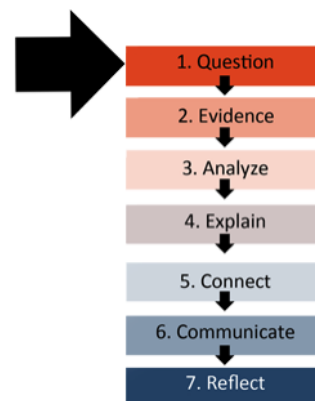 1. Question
2. Evidence
3. Analyze
4. Explain
5. Connect
6. Communicate
7. Reflect